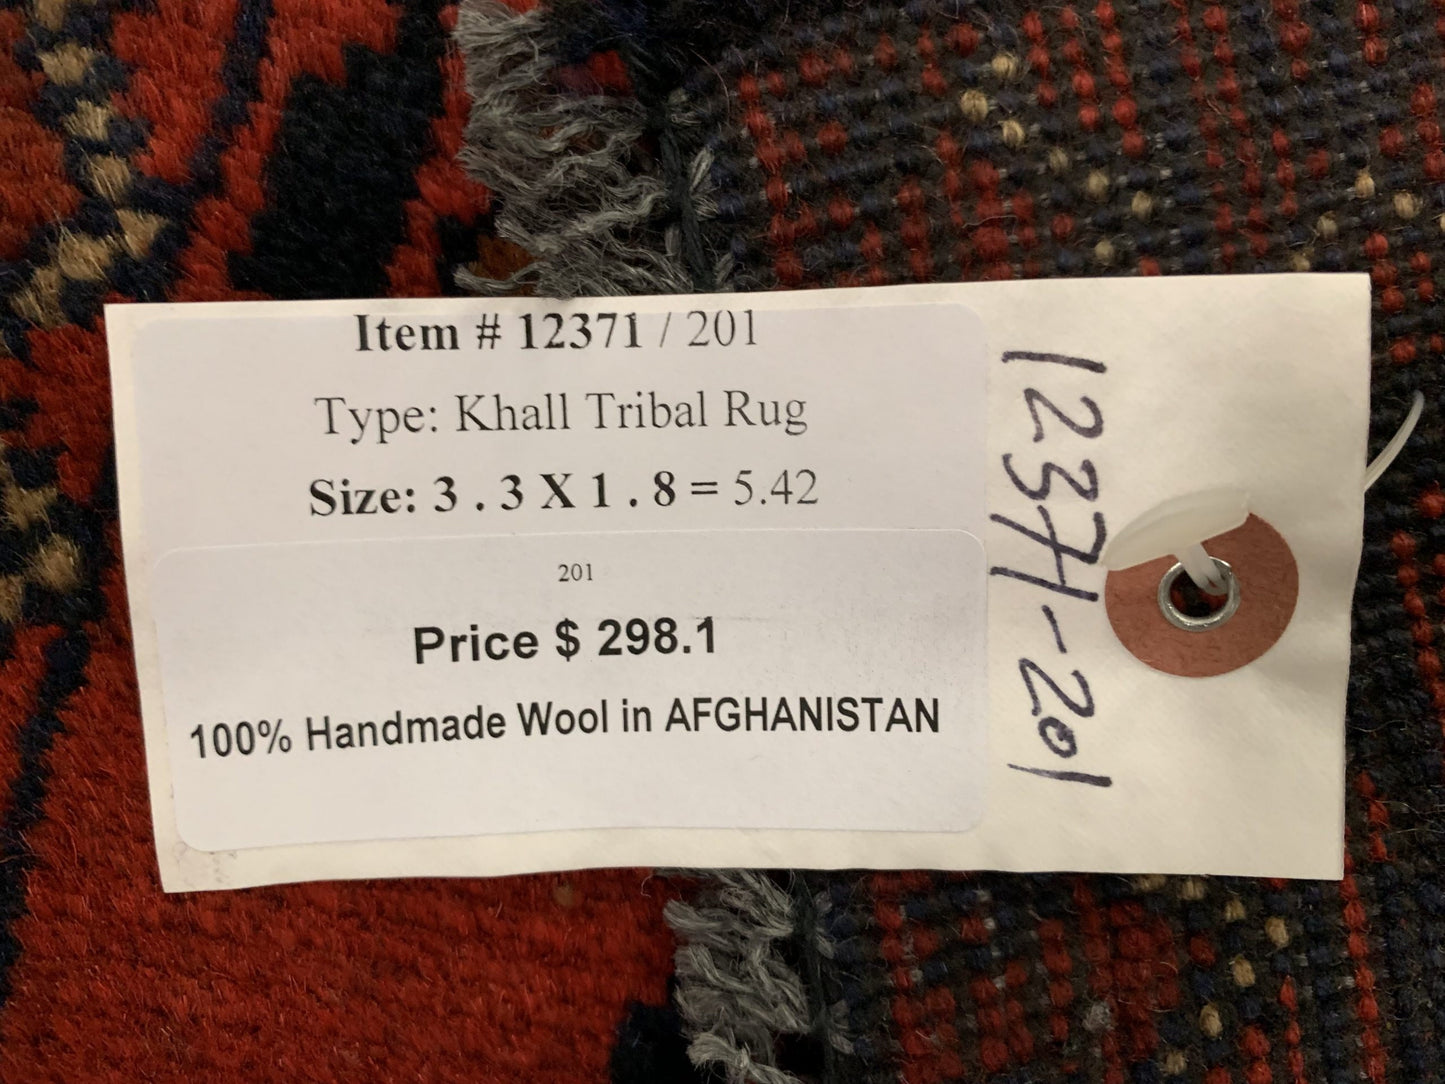 Item # 12371 / 201
Type: Khall Tribal Rug
Size: 3 . 3 X 1 . 8 = 5.42
201
Price $ 298.1
100% Handmade Wool in AFGHANISTAN
12371-201